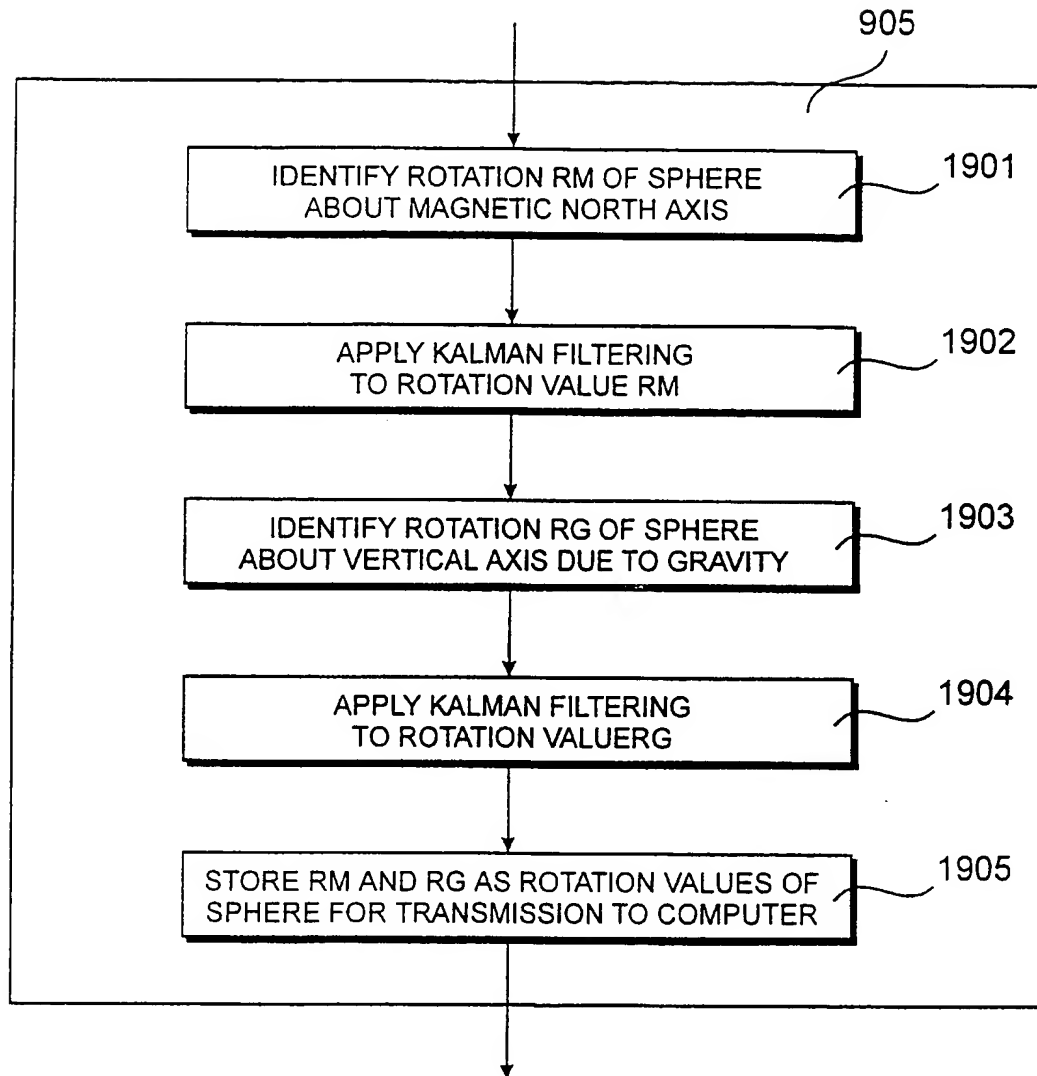 905
IDENTIFY ROTATION RM OF SPHERE
ABOUT MAGNETIC NORTH AXIS
1901
APPLY KALMAN FILTERING
TO ROTATION VALUE RM
1902
IDENTIFY ROTATION RG OF SPHERE
ABOUT VERTICAL AXIS DUE TO GRAVITY
1903
APPLY KALMAN FILTERING
TO ROTATION VALUERG
1904
STORE RM AND RG AS ROTATION VALUES OF
SPHERE FOR TRANSMISSION TO COMPUTER
1905